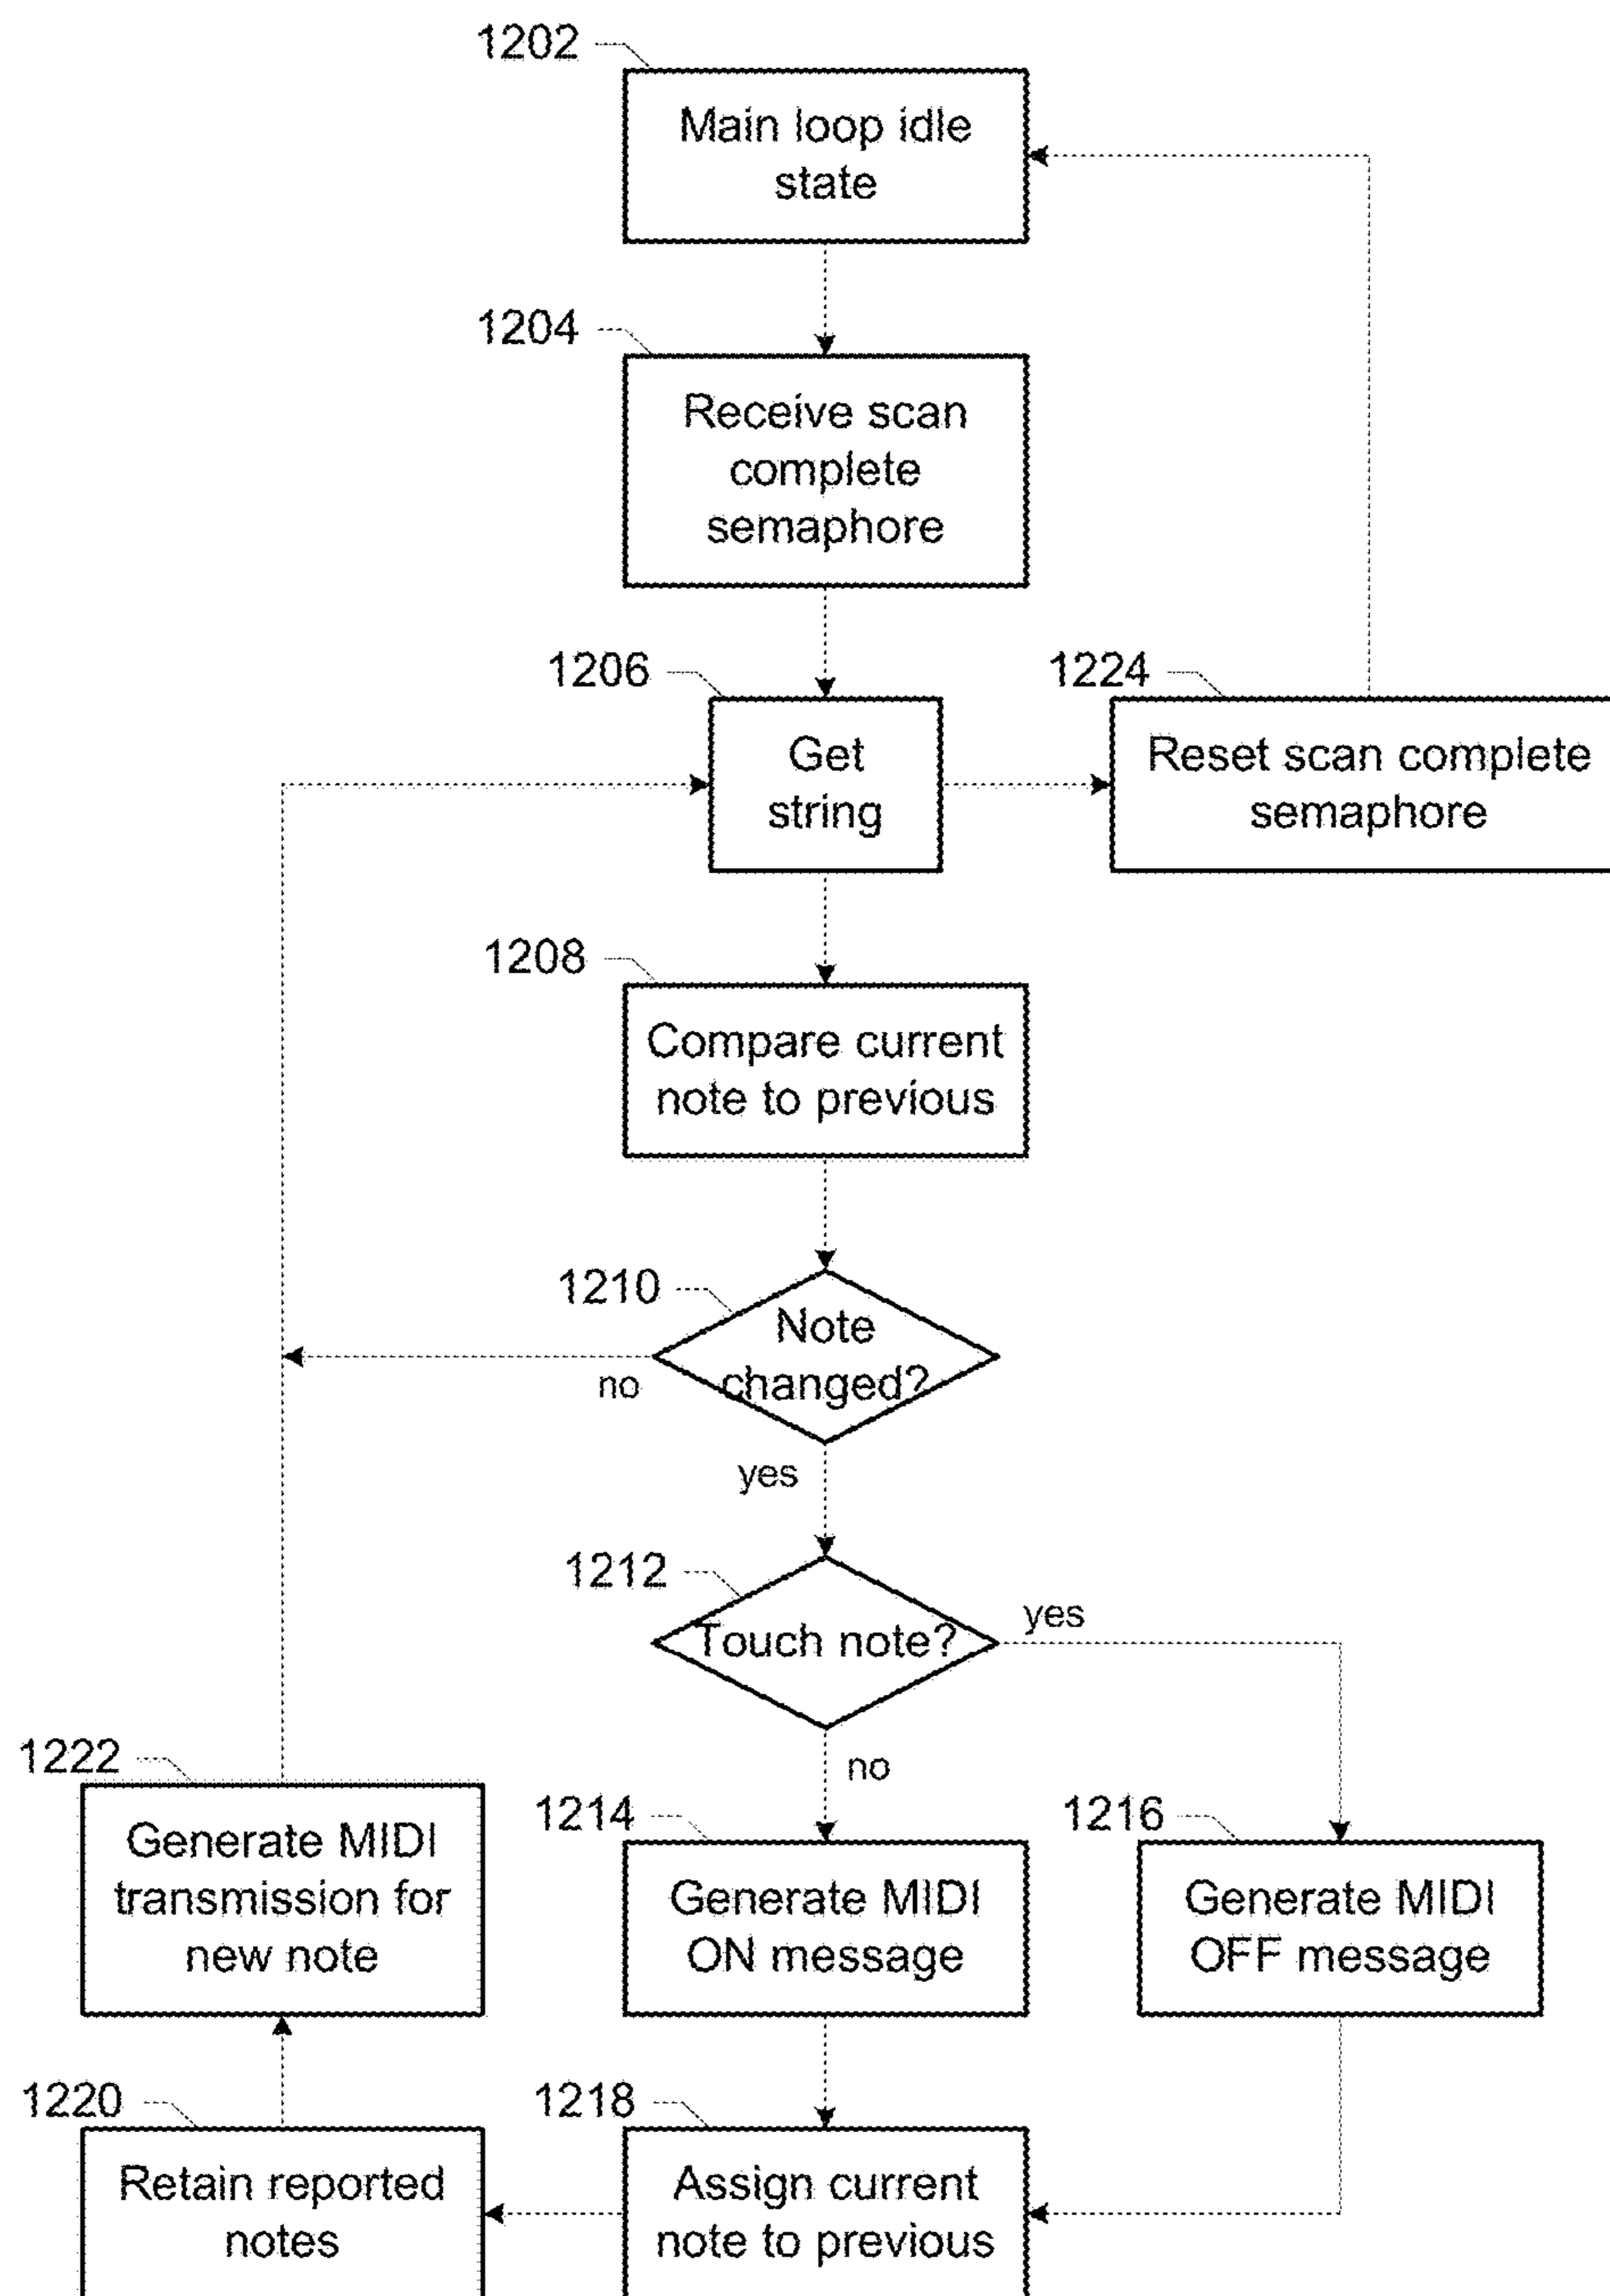 1202
Main loop idle
state
1204
Receive scan
complete
semaphore
1206
Get
string
1224
Reset scan complete
semaphore
1208
Compare current
note to previous
1210
Note
changed?
no
yes
1212
Touch note?
yes
no
1222
Generate MIDI
transmission for
new note
1214
Generate MIDI
ON message
1216
Generate MIDI
OFF message
1220
Retain reported
notes
1218
Assign current
note to previous